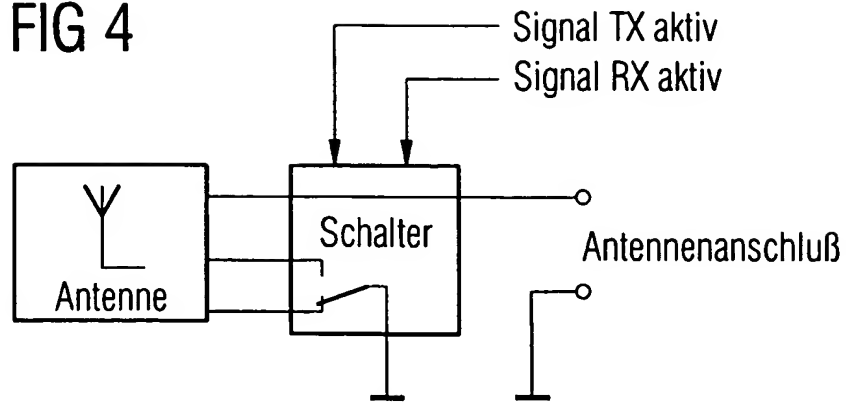 FIG 4
Signal TX aktiv
Signal RX aktiv
Schalter
Antennenanschluß
Antenne